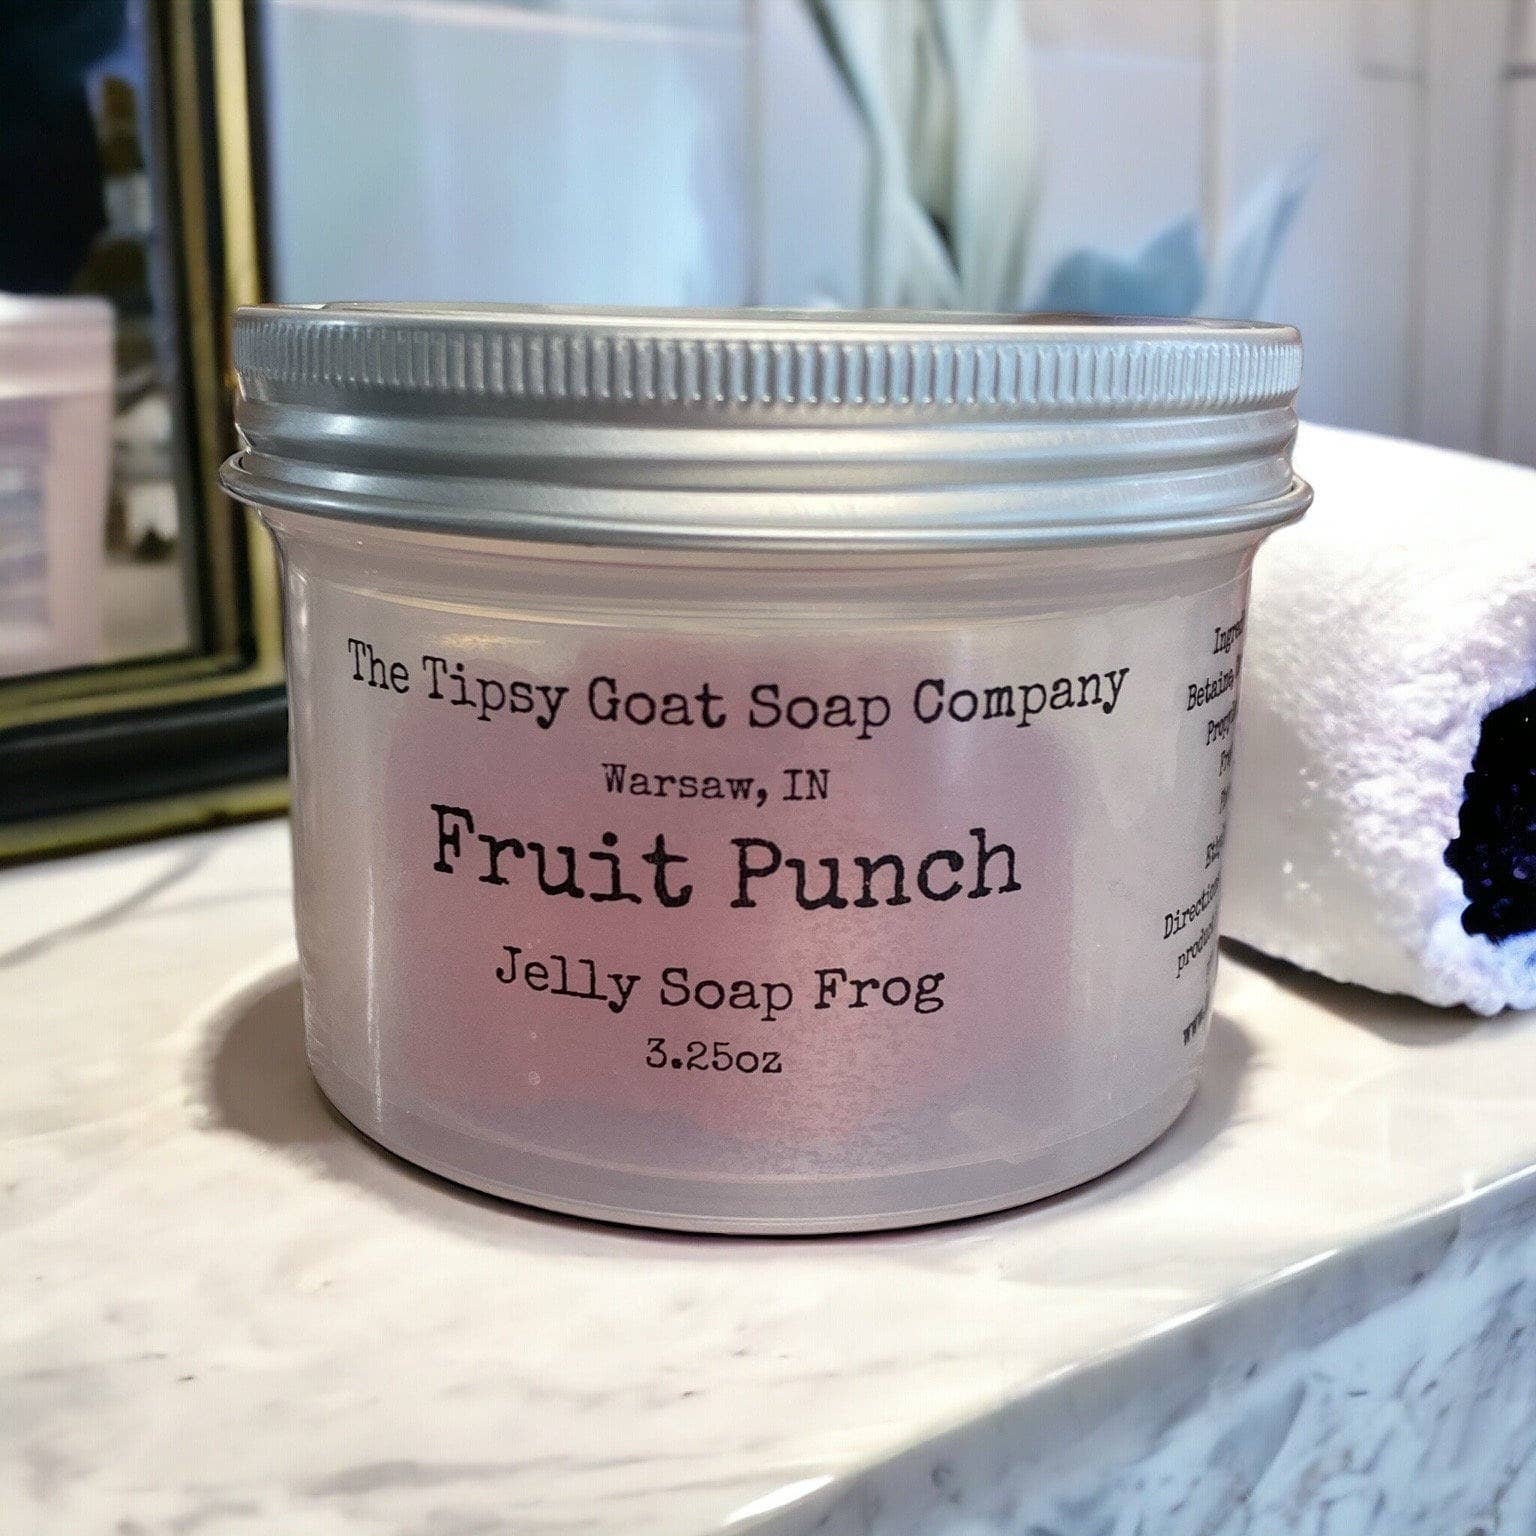 The Tipsy Goat Soap Company
Warsaw, IN
Fruit Punch
Jelly Soap Frog
3.25oz